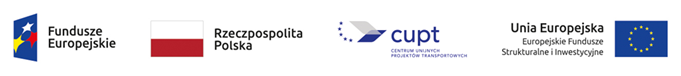 Fundusze
Europejskie
Rzeczpospolita
Polska
cupt
CENTRUM UNIJNYCH
PROJEKTÓW TRANSPORTOWYCH
Unia Europejska
Europejskie Fundusze
Strukturalne i Inwestycyjne